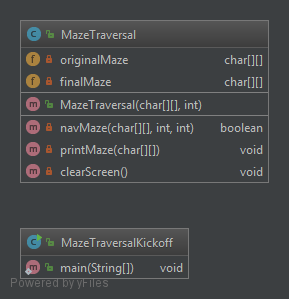 MazeTraversal
originalMaze char[][]
finalMaze char[][]
MazeTraversal(char[][], int)
navMaze(char[][], int, int) boolean
printMaze(char[][]) void
clearScreen() void
MazeTraversalKickoff
main(String[]) void
Powered by yFiles